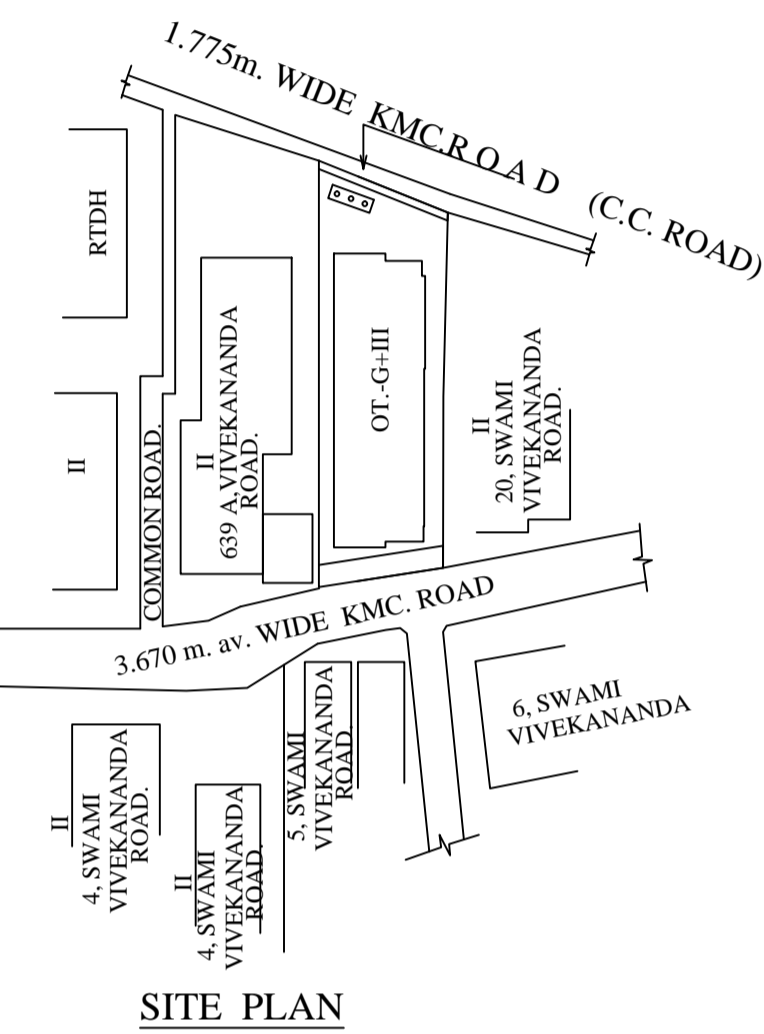 1.775m. WIDE KMC.R O A D (C.C. ROAD)
RTDH
II
COMMON ROAD.
II
639 A,VIVEKANANDA
ROAD.
OT.-G+III
II
20, SWAMI
VIVEKANANDA
ROAD.
3.670 m. av. WIDE KMC. ROAD
II
4, SWAMI
VIVEKANANDA
ROAD.
II
4, SWAMI
VIVEKANANDA
ROAD.
5, SWAMI
VIVEKANANDA
ROAD.
6, SWAMI
VIVEKANANDA
SITE PLAN